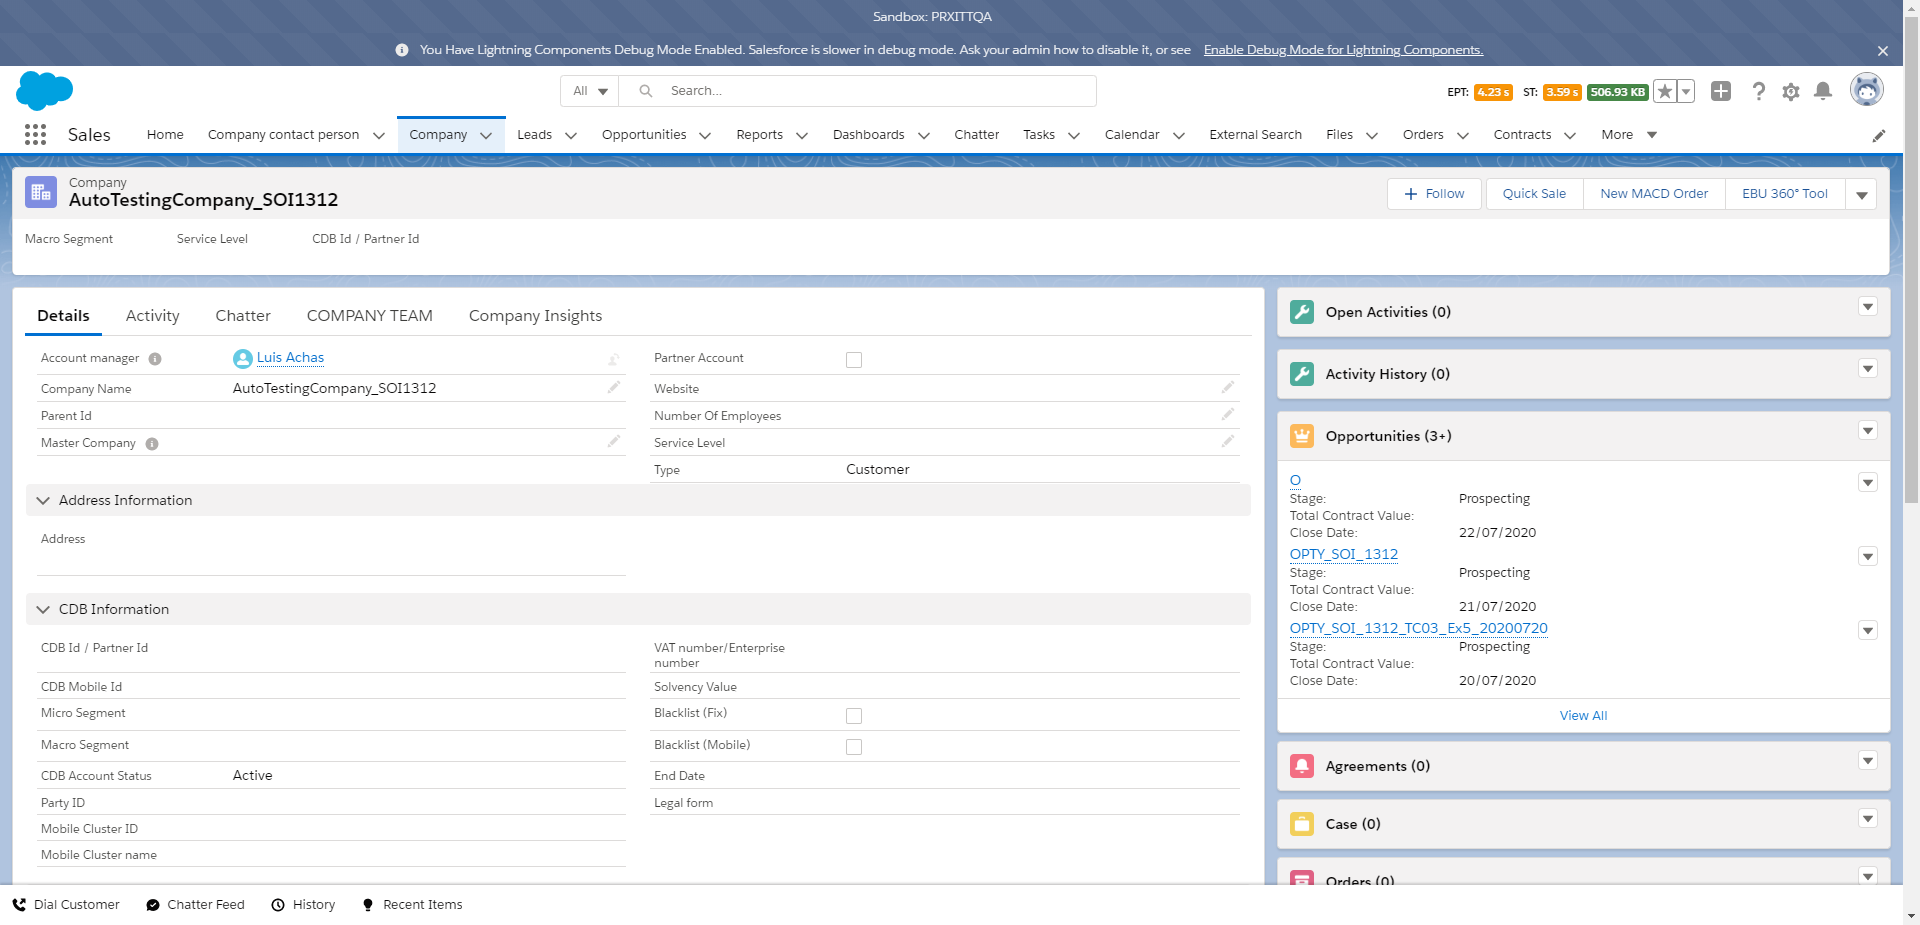 Sandbox: PRXITTQA
You Have Lightning Components Debug Mode Enabled. Salesforce is slower in debug mode. Ask your admin how to disable it, or see Enable Debug Mode for Lightning Components.
All Search... EPT: 4.23 s ST: 3.59 s 506.93 KB
Sales Home Company contact person Company Leads Opportunities Reports Dashboards Chatter Tasks Calendar External Search Files Orders Contracts More
Company
AutoTestingCompany_SOI1312
Follow Quick Sale New MACD Order EBU 360° Tool
Macro Segment Service Level CDB Id / Partner Id
Details Activity Chatter COMPANY TEAM Company Insights
Account manager Luis Achas
Company Name AutoTestingCompany_SOI1312
Parent Id
Master Company
Partner Account
Website
Number Of Employees
Service Level
Type Customer
Address Information
Address
CDB Information
CDB Id / Partner Id
CDB Mobile Id
Micro Segment
Macro Segment
CDB Account Status Active
Party ID
Mobile Cluster ID
Mobile Cluster name
VAT number/Enterprise
number
Solvency Value
Blacklist (Fix)
Blacklist (Mobile)
End Date
Legal form
Open Activities (0)
Activity History (0)
Opportunities (3+)
O
Stage: Prospecting
Total Contract Value:
Close Date: 22/07/2020
OPTY_SOI_1312
Stage: Prospecting
Total Contract Value:
Close Date: 21/07/2020
OPTY_SOI_1312_TC03_Ex5_20200720
Stage: Prospecting
Total Contract Value:
Close Date: 20/07/2020
View All
Agreements (0)
Case (0)
Orders (0)
Dial Customer Chatter Feed History Recent Items